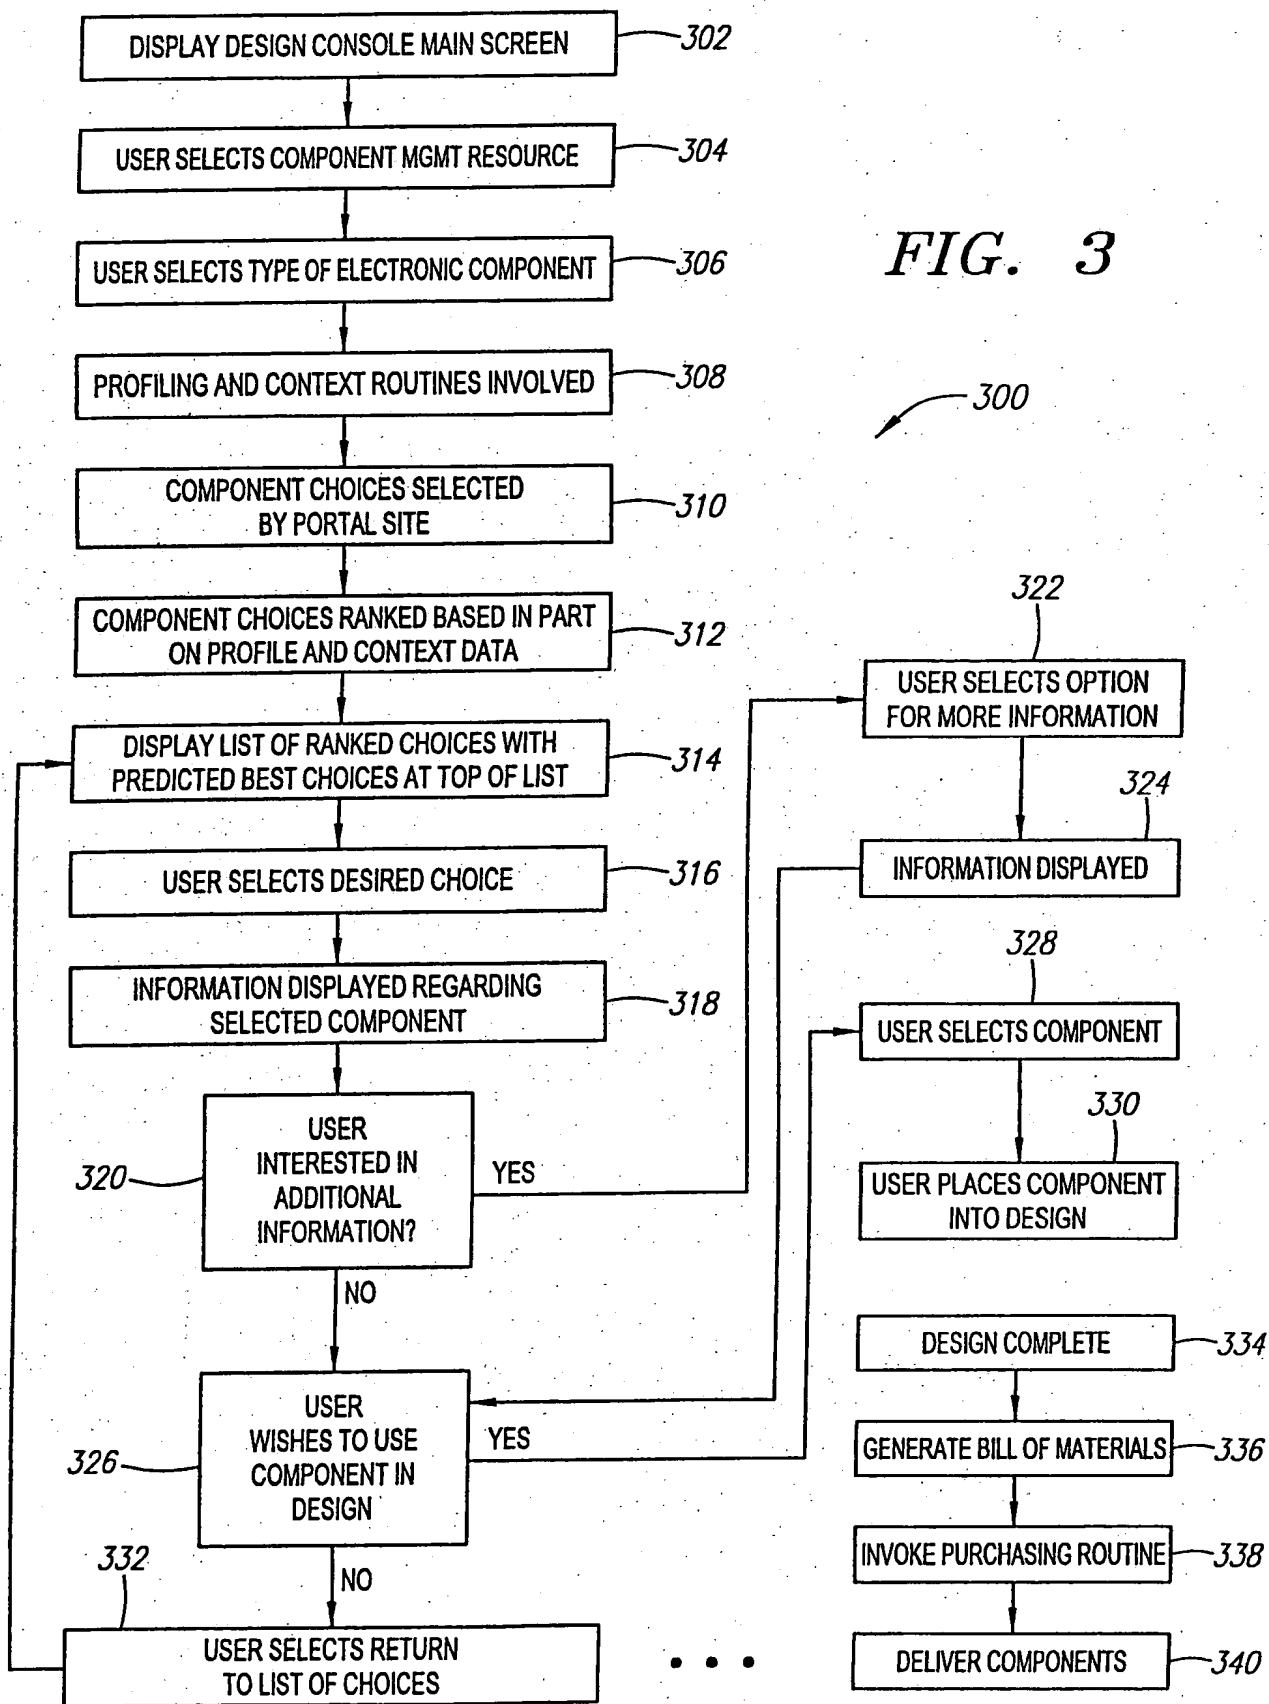 DISPLAY DESIGN CONSOLE MAIN SCREEN
302
USER SELECTS COMPONENT MGMT RESOURCE
304
USER SELECTS TYPE OF ELECTRONIC COMPONENT
306
FIG. 3
PROFILING AND CONTEXT ROUTINES INVOLVED
308
300
COMPONENT CHOICES SELECTED
BY PORTAL SITE
310
COMPONENT CHOICES RANKED BASED IN PART
ON PROFILE AND CONTEXT DATA
312
DISPLAY LIST OF RANKED CHOICES WITH
PREDICTED BEST CHOICES AT TOP OF LIST
314
USER SELECTS DESIRED CHOICE
316
INFORMATION DISPLAYED REGARDING
SELECTED COMPONENT
318
USER
INTERESTED IN
ADDITIONAL
INFORMATION?
320
YES
NO
USER
WISHES TO USE
COMPONENT IN
DESIGN
326
YES
NO
332
USER SELECTS RETURN
TO LIST OF CHOICES
322
USER SELECTS OPTION
FOR MORE INFORMATION
324
INFORMATION DISPLAYED
328
USER SELECTS COMPONENT
330
USER PLACES COMPONENT
INTO DESIGN
DESIGN COMPLETE
334
GENERATE BILL OF MATERIALS
336
INVOKE PURCHASING ROUTINE
338
• • •
DELIVER COMPONENTS
340